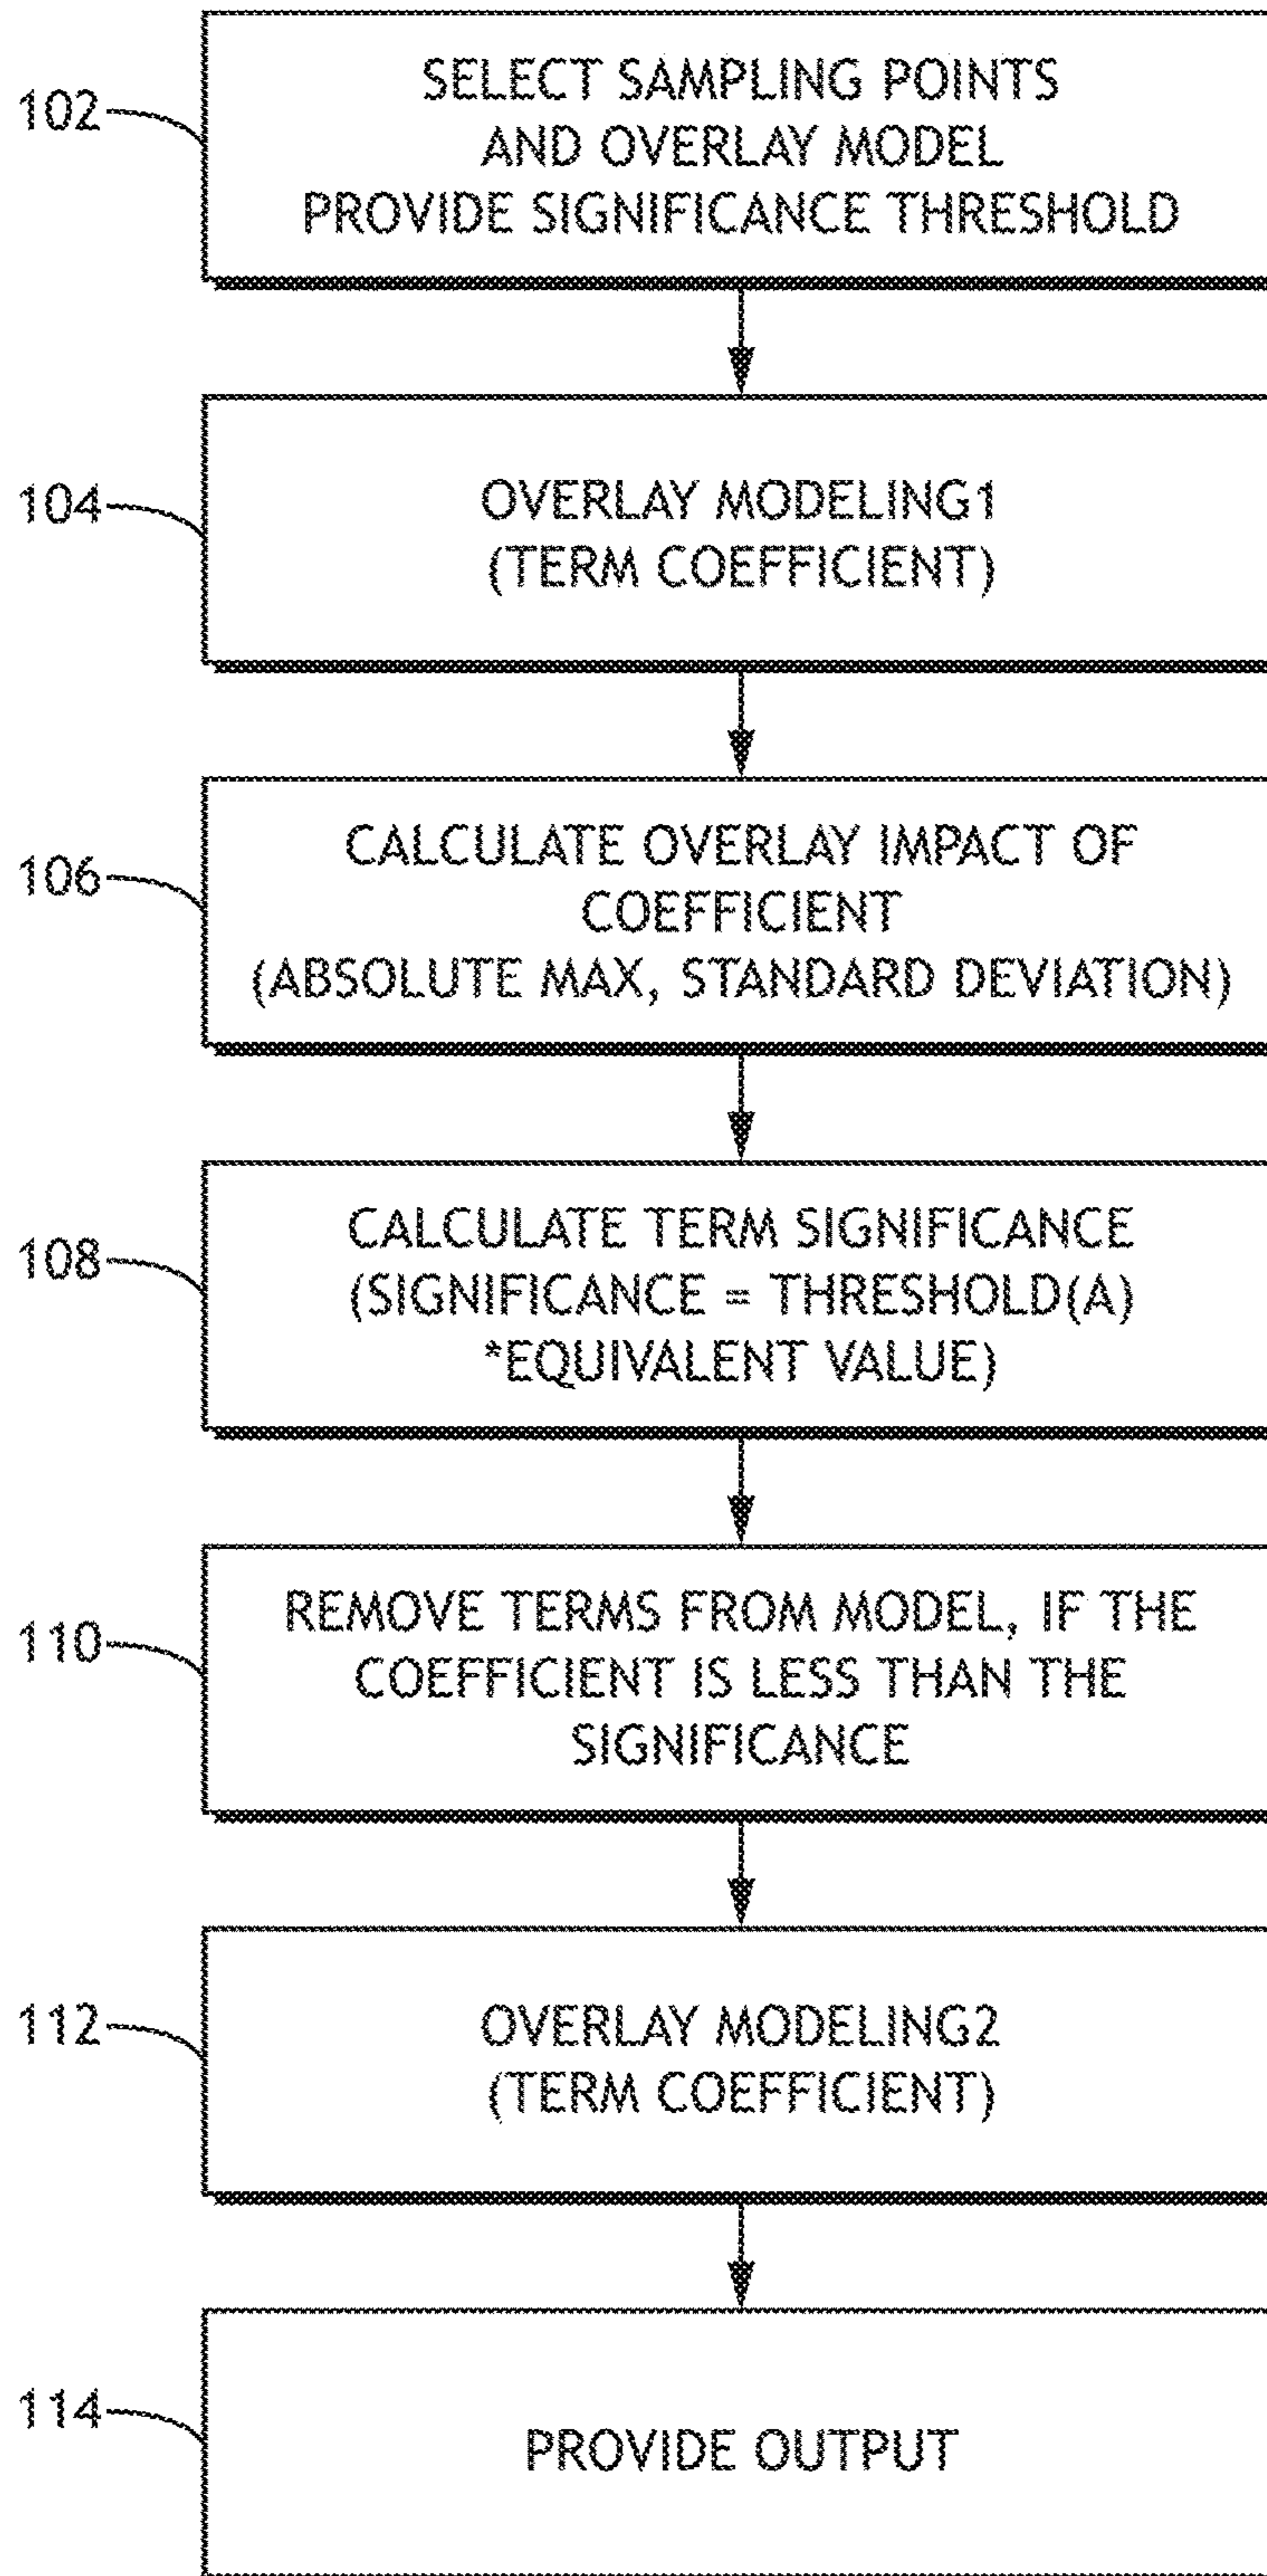 102
SELECT SAMPLING POINTS
AND OVERLAY MODEL
PROVIDE SIGNIFICANCE THRESHOLD
104
OVERLAY MODELING1
(TERM COEFFICIENT)
106
CALCULATE OVERLAY IMPACT OF
COEFFICIENT
(ABSOLUTE MAX, STANDARD DEVIATION)
108
CALCULATE TERM SIGNIFICANCE
(SIGNIFICANCE = THRESHOLD(A)
*EQUIVALENT VALUE)
110
REMOVE TERMS FROM MODEL, IF THE
COEFFICIENT IS LESS THAN THE
SIGNIFICANCE
112
OVERLAY MODELING2
(TERM COEFFICIENT)
114
PROVIDE OUTPUT